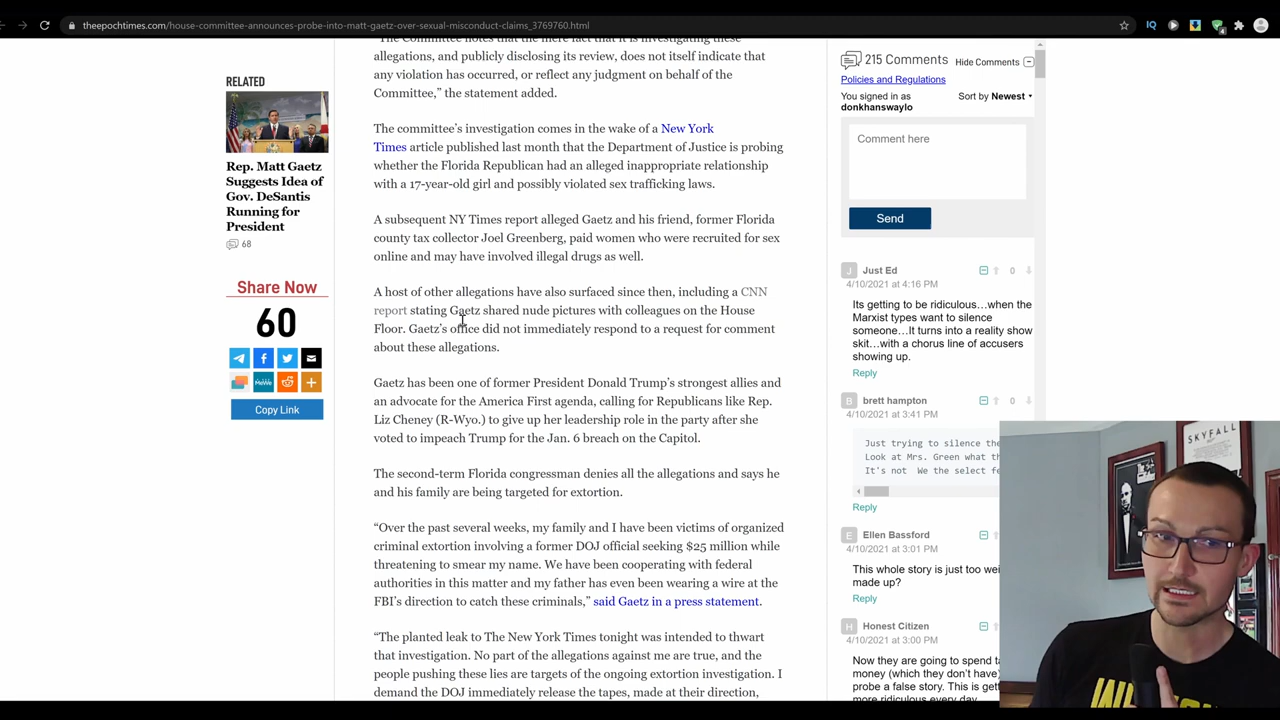 theepochtimes.com/house-committee-announces-probe-into-matt-gaetz-over-sexual-misconduct-claims_3769760.html
RELATED
Rep. Matt Gaetz
Suggests Idea of
Gov. DeSantis
Running for
President
68
Share Now
60
MeWe
Copy Link
"The Committee notes that the mere fact that it is investigating these
allegations, and publicly disclosing its review, does not itself indicate that
any violation has occurred, or reflect any judgment on behalf of the
Committee,” the statement added.
The committee’s investigation comes in the wake of a New York
Times article published last month that the Department of Justice is probing
whether the Florida Republican had an alleged inappropriate relationship
with a 17-year-old girl and possibly violated sex trafficking laws.
A subsequent NY Times report alleged Gaetz and his friend, former Florida
county tax collector Joel Greenberg, paid women who were recruited for sex
online and may have involved illegal drugs as well.
A host of other allegations have also surfaced since then, including a CNN
report stating Gaetz shared nude pictures with colleagues on the House
Floor. Gaetz’s office did not immediately respond to a request for comment
about these allegations.
Gaetz has been one of former President Donald Trump’s strongest allies and
an advocate for the America First agenda, calling for Republicans like Rep.
Liz Cheney (R-Wyo.) to give up her leadership role in the party after she
voted to impeach Trump for the Jan. 6 breach on the Capitol.
The second-term Florida congressman denies all the allegations and says he
and his family are being targeted for extortion.
“Over the past several weeks, my family and I have been victims of organized
criminal extortion involving a former DOJ official seeking $25 million while
threatening to smear my name. We have been cooperating with federal
authorities in this matter and my father has even been wearing a wire at the
FBI’s direction to catch these criminals,” said Gaetz in a press statement.
“The planted leak to The New York Times tonight was intended to thwart
that investigation. No part of the allegations against me are true, and the
people pushing these lies are targets of the ongoing extortion investigation. I
demand the DOJ immediately release the tapes, made at their direction,
215 Comments
Hide Comments
Policies and Regulations
You signed in as
donkhanswaylo
Sort by Newest
Comment here
Send
J
Just Ed
0
4/10/2021 at 4:16 PM
Its getting to be ridiculous...when the
Marxist types want to silence
someone...It turns into a reality show
skit...with a chorus line of accusers
showing up.
Reply
B
brett hampton
0
4/10/2021 at 3:41 PM
Just trying to silence the
Look at Mrs. Green what th
It's not We the select fe
Reply
E
Ellen Bassford
4/10/2021 at 3:01 PM
This whole story is just too wei
made up?
Reply
H
Honest Citizen
4/10/2021 at 3:00 PM
Now they are going to spend ta
money (which they don't have)
probe a false story. This is gett
more ridiculous every day
SKYFALL